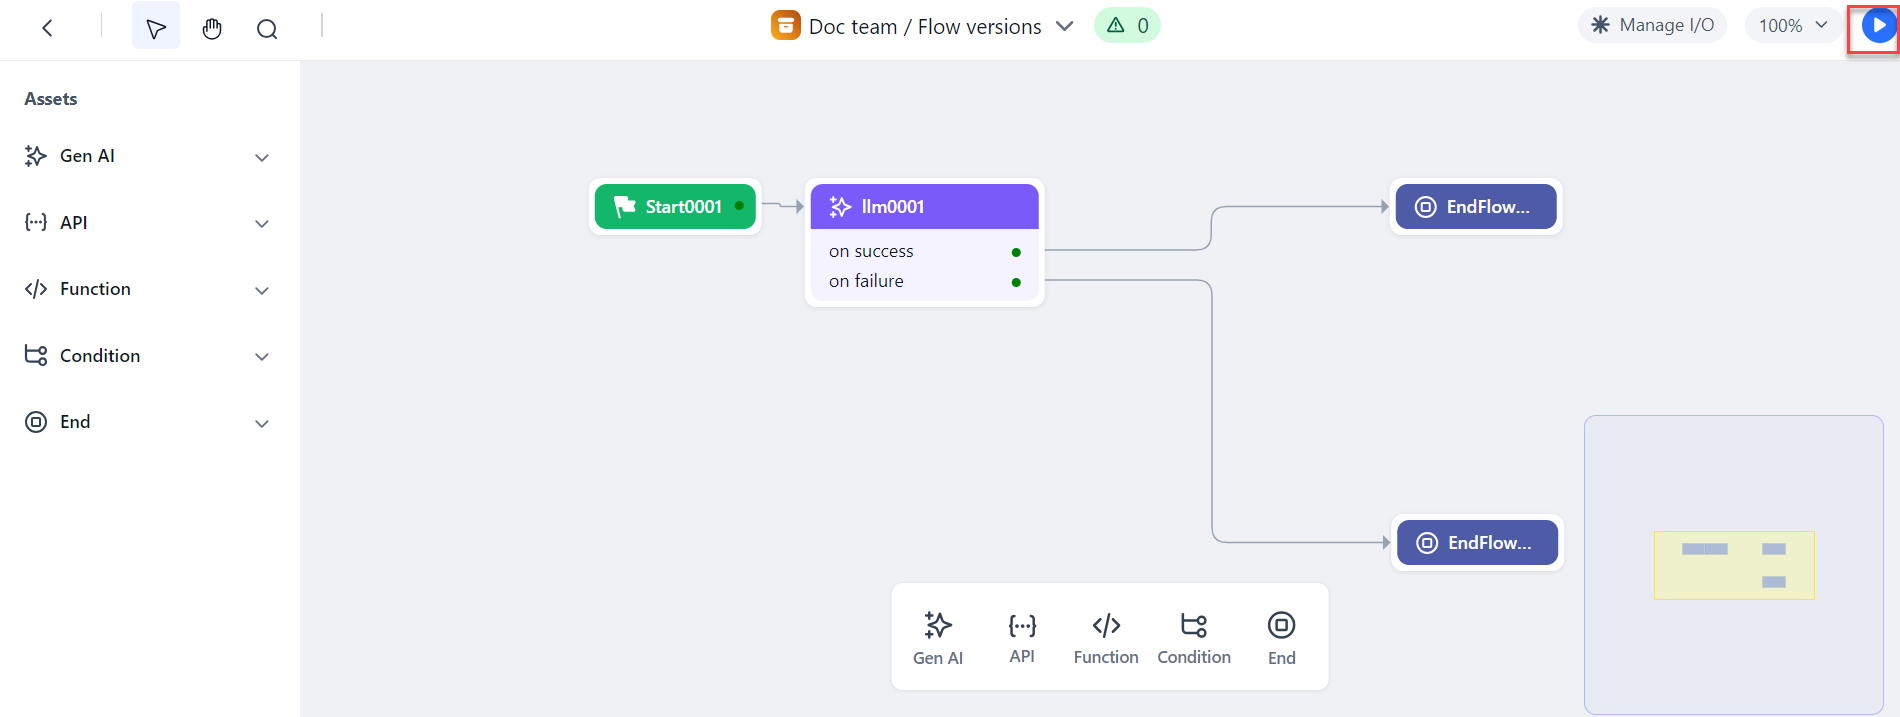 Doc team / Flow versions
0
Manage I/O
100%
Assets
Gen AI
API
Function
Condition
End
Start0001
llm0001
on success
on failure
EndFlow...
EndFlow...
Gen AI
API
Function
Condition
End